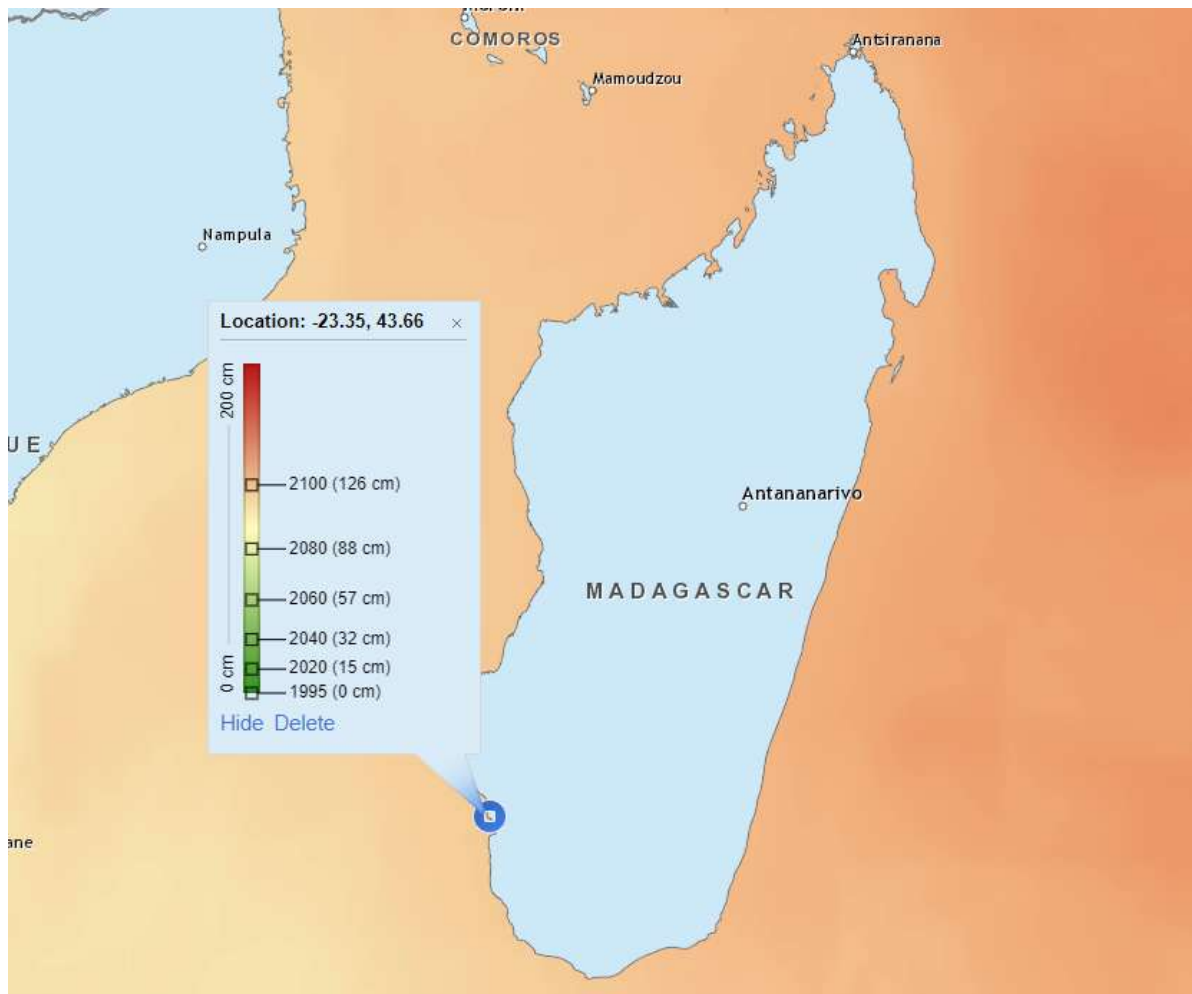 COMOROS
Antsiranana
Mamoudzou
Nampula
Location: -23.35, 43.66 ×
200 cm
0 cm
2100 (126 cm)
2080 (88 cm)
2060 (57 cm)
2040 (32 cm)
2020 (15 cm)
1995 (0 cm)
Hide Delete
UE
Antananarivo
MADAGASCAR
ane